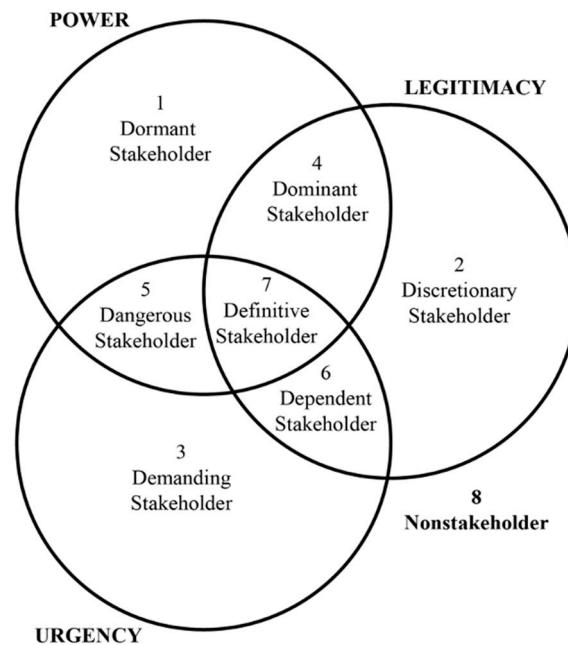 POWER
LEGITIMACY
1
Dormant
Stakeholder
4
Dominant
Stakeholder
2
Discretionary
Stakeholder
5
Dangerous
Stakeholder
7
Definitive
Stakeholder
6
Dependent
Stakeholder
3
Demanding
Stakeholder
8
Nonstakeholder
URGENCY